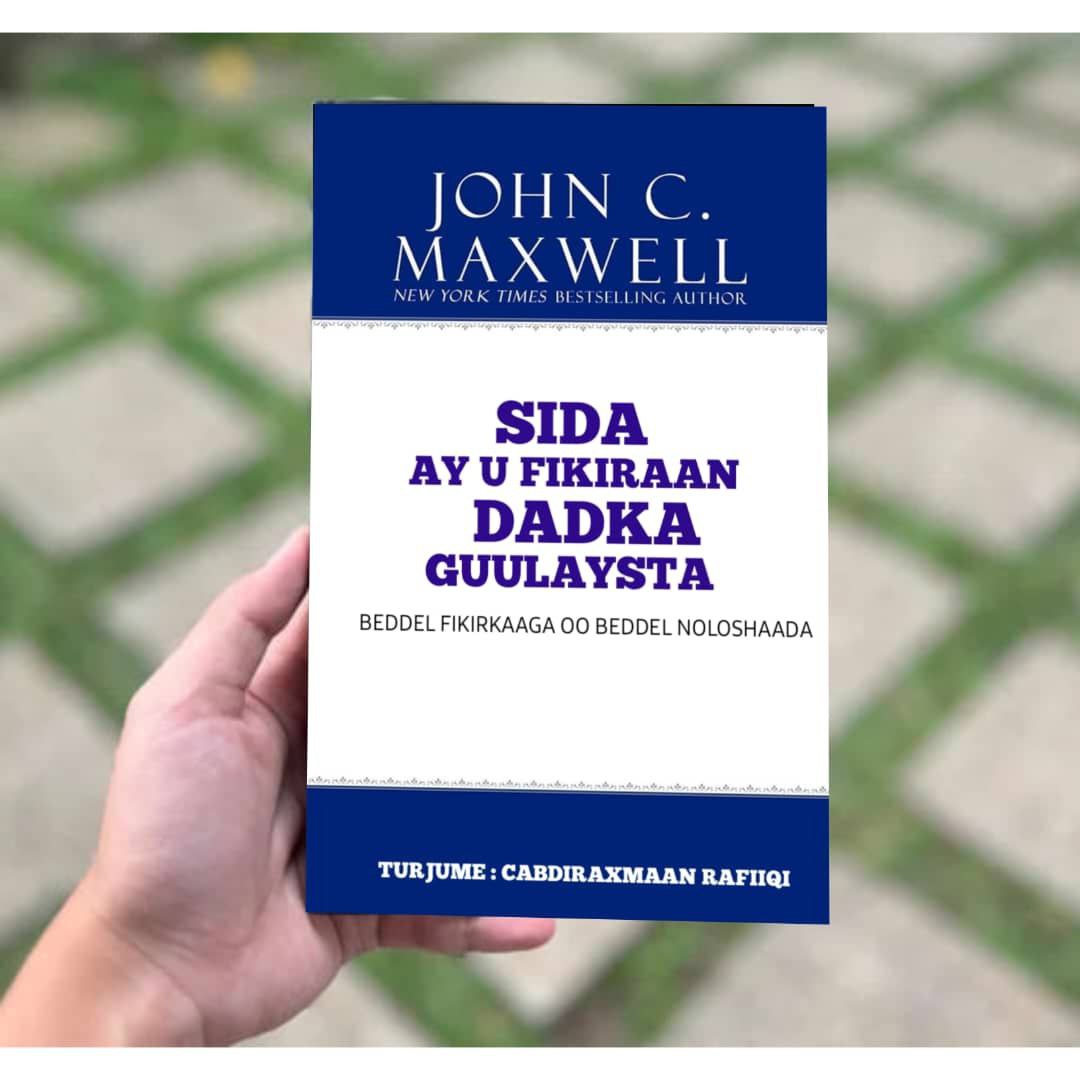 JOHN C.
MAXWELL
NEW YORK TIMES BESTSELLING AUTHOR
SIDA
AY U FIKIRAAN
DADKA
GUULAYSTA
BEDDEL FIKIRKAAGA OO BEDDEL NOLOSHAADA
TURJUME : CABDIRAXMAAN RAFIIQI